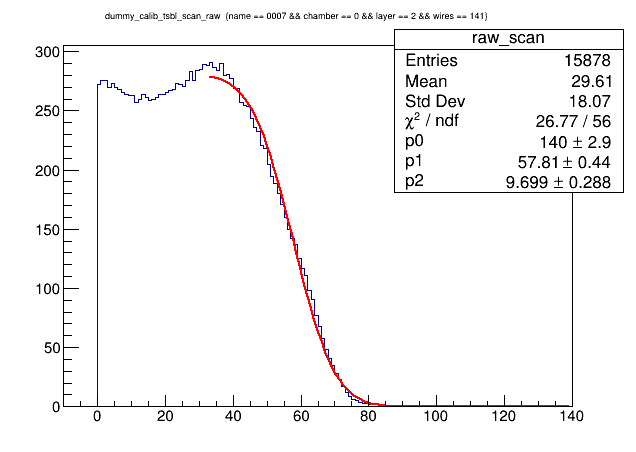 dummy_calib_tsbl_scan_raw (name == 0007 && chamber == 0 && layer == 2 && wires == 141)
raw_scan
Entries 15878
Mean 29.61
Std Dev 18.07
χ² / ndf 26.77 / 56
p0 140 ± 2.9
p1 57.81 ± 0.44
p2 9.699 ± 0.288
300
250
200
150
100
50
0
0 20 40 60 80 100 120 140